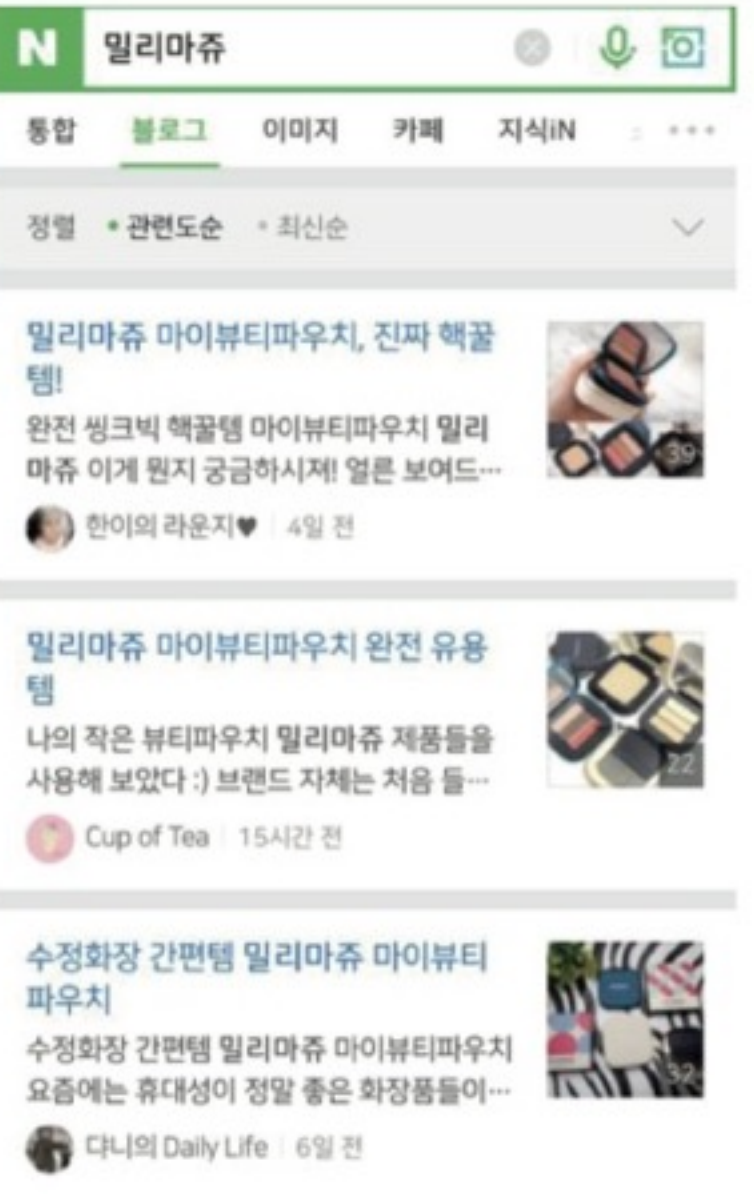 N 밀리마쥬
통합 블로그 이미지 카페 지식iN
정렬 • 관련도순 • 최신순
밀리마쥬 마이뷰티파우치, 진짜 핵꿀
템!
완전 씽크빅 핵꿀템 마이뷰티파우치 밀리
마쥬 이게 뭔지 궁금하시져! 얼른 보여드…
39
한이의 라운지♥ 4일 전
밀리마쥬 마이뷰티파우치 완전 유용
템
나의 작은 뷰티파우치 밀리마쥬 제품들을
사용해 보았다 :) 브랜드 자체는 처음 들…
22
Cup of Tea 15시간 전
수정화장 간편템 밀리마쥬 마이뷰티
파우치
수정화장 간편템 밀리마쥬 마이뷰티파우치
요즘에는 휴대성이 정말 좋은 화장품들이…
32
댜니의 Daily Life 6일 전